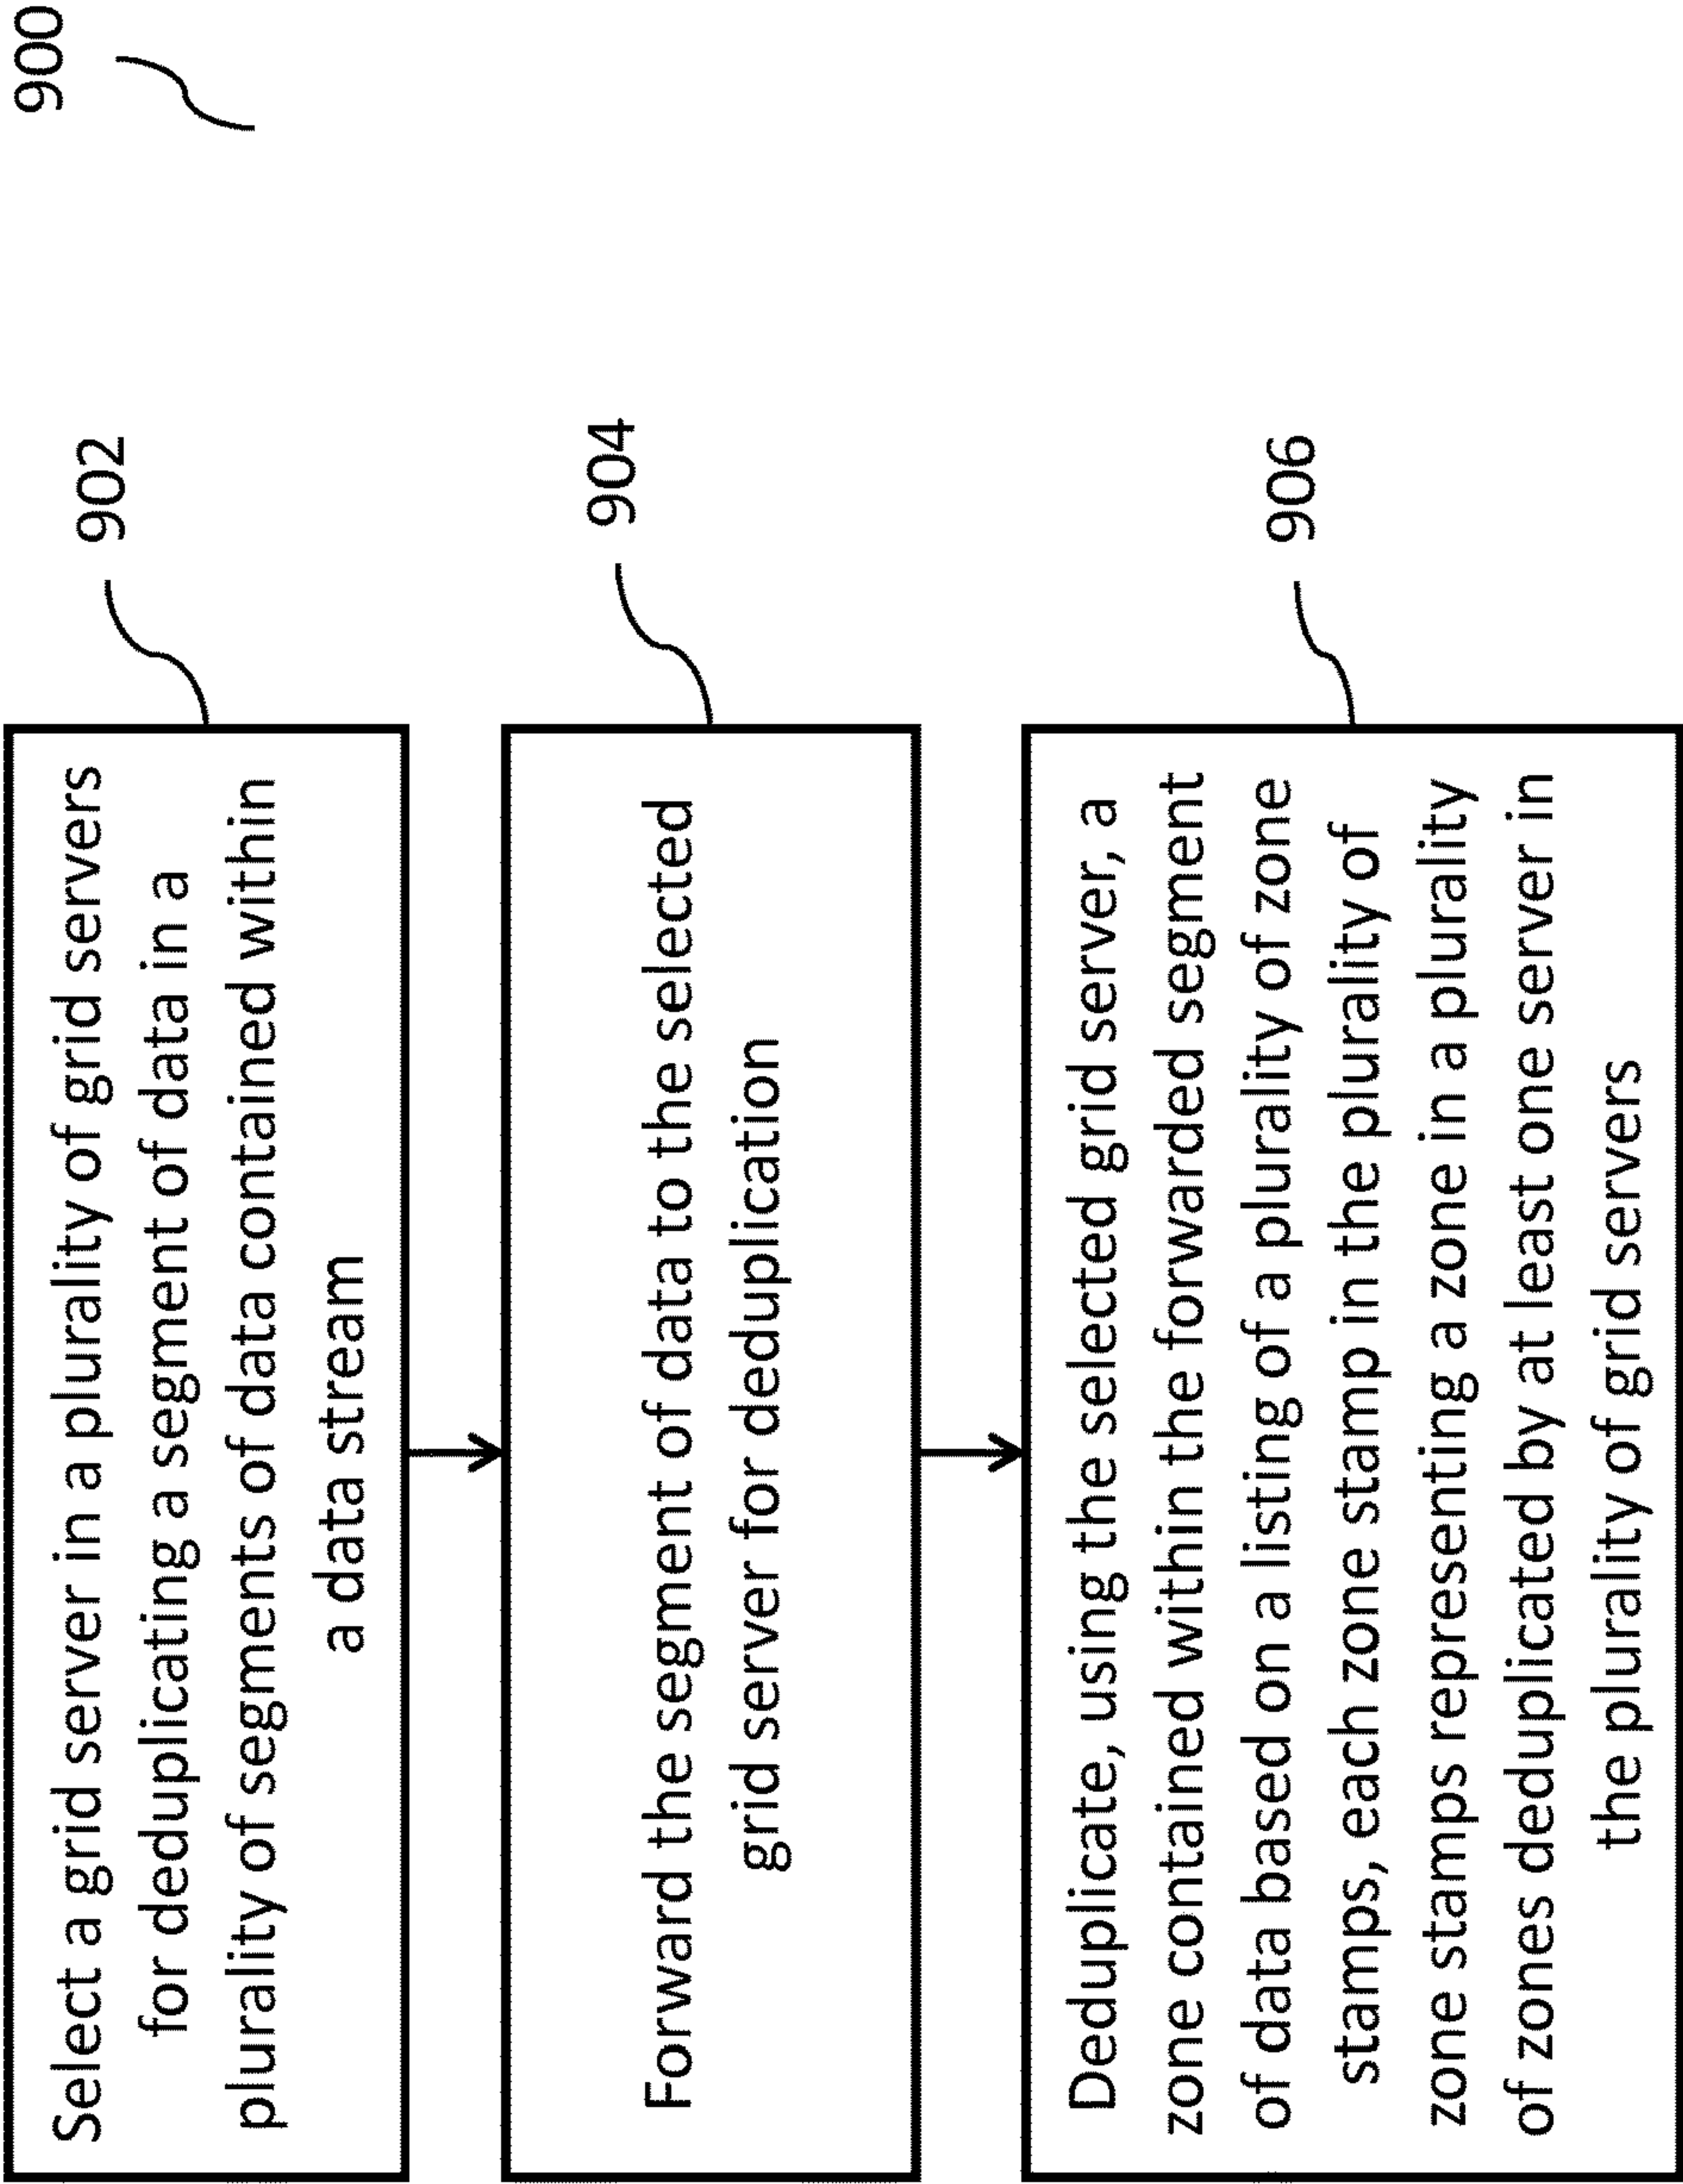 900
Select a grid server in a plurality of grid servers
for deduplicating a segment of data in a
plurality of segments of data contained within
a data stream
902
Forward the segment of data to the selected
grid server for deduplication
904
Deduplicate, using the selected grid server, a
zone contained within the forwarded segment
of data based on a listing of a plurality of zone
stamps, each zone stamp in the plurality of
zone stamps representing a zone in a plurality
of zones deduplicated by at least one server in
the plurality of grid servers
906